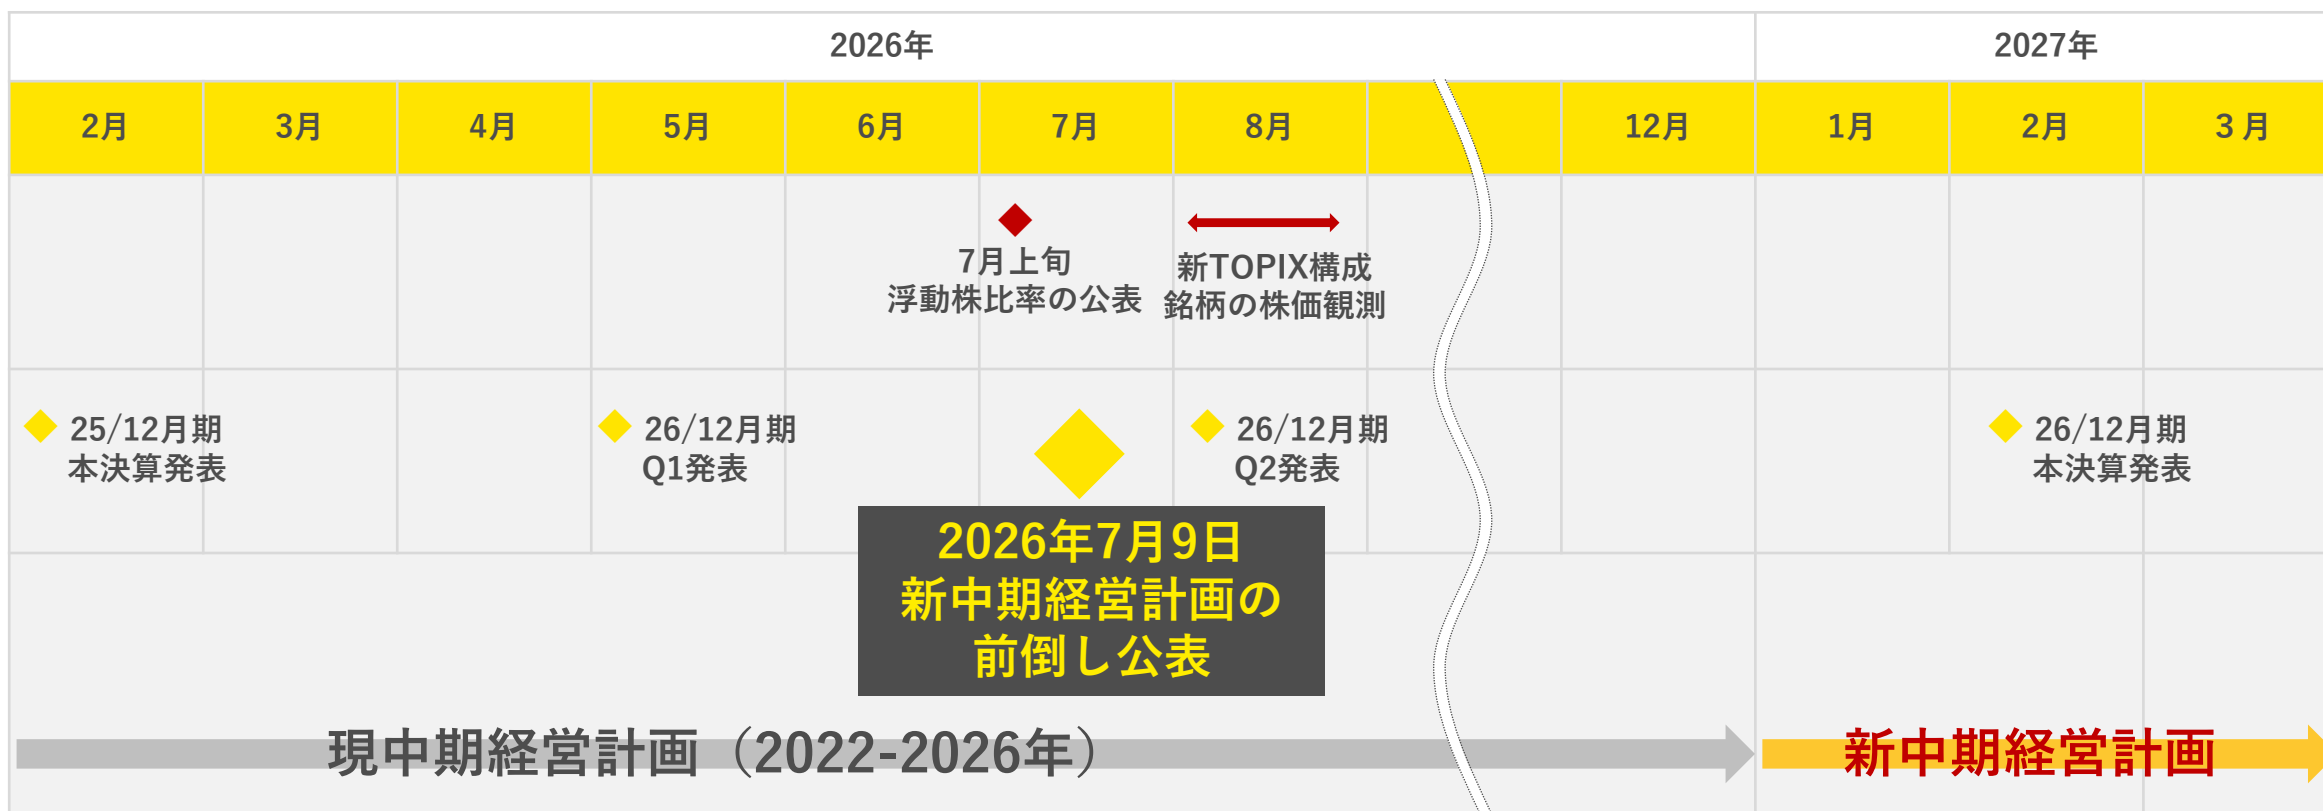 2026年
2027年
2月
3月
4月
5月
6月
7月
8月
12月
1月
2月
3 月
7月上旬
浮動株比率の公表
新TOPIX構成
銘柄の株価観測
25/12月期
本決算発表
26/12月期
Q1発表
26/12月期
Q2発表
26/12月期
本決算発表
2026年7月9日
新中期経営計画の
前倒し公表
現中期経営計画（2022-2026年）
新中期経営計画